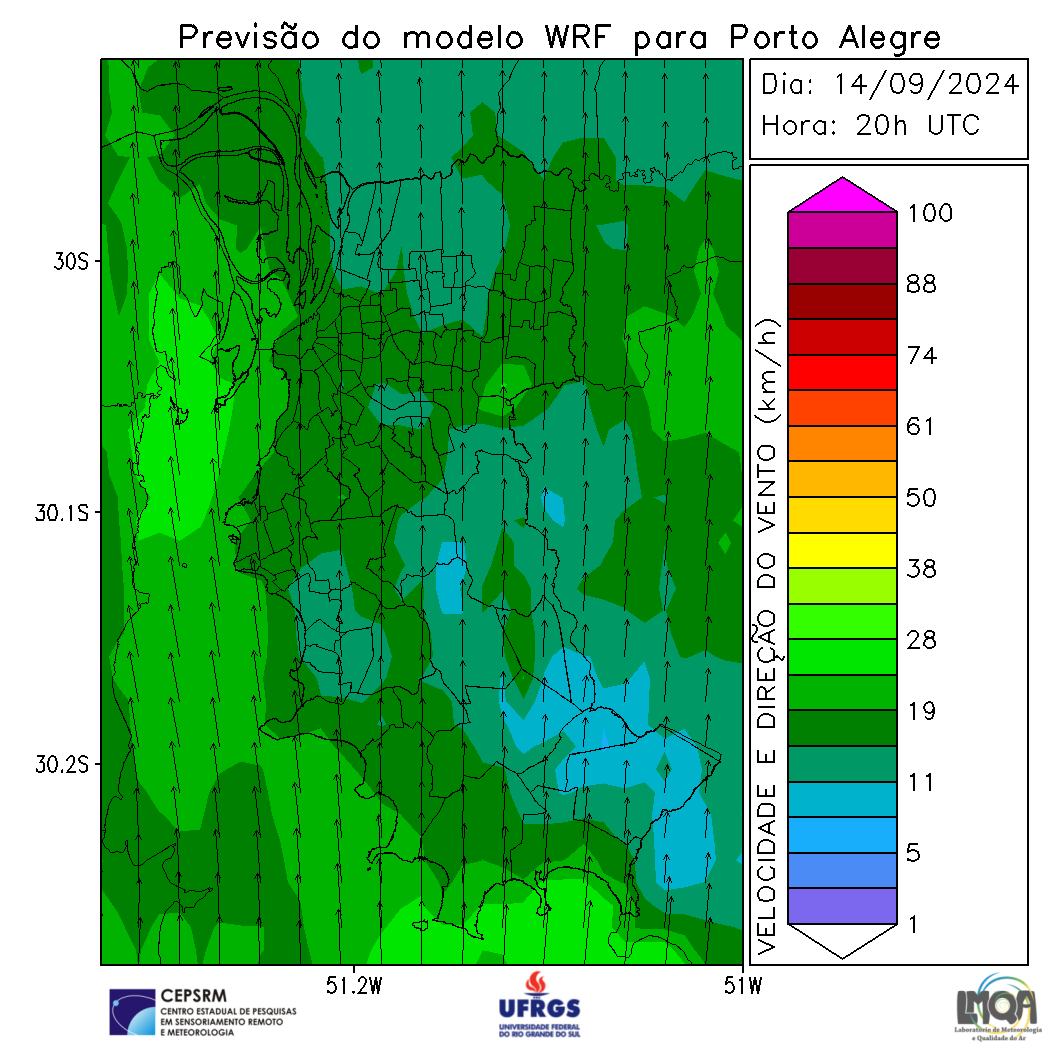 Previsão do modelo WRF para Porto Alegre
Dia: 14/09/2024
Hora: 20h UTC
30S
30.1S
30.2S
51.2W
51W
VELOCIDADE E DIREÇÃO DO VENTO (km/h)
100
88
74
61
50
38
28
19
11
5
1
CEPSRM
CENTRO ESTADUAL DE PESQUISAS
EM SENSORIAMENTO REMOTO
E METEOROLOGIA
UFRGS
UNIVERSIDADE FEDERAL
DO RIO GRANDE DO SUL
LMQA
Laboratório de Meteorologia
e Qualidade do Ar